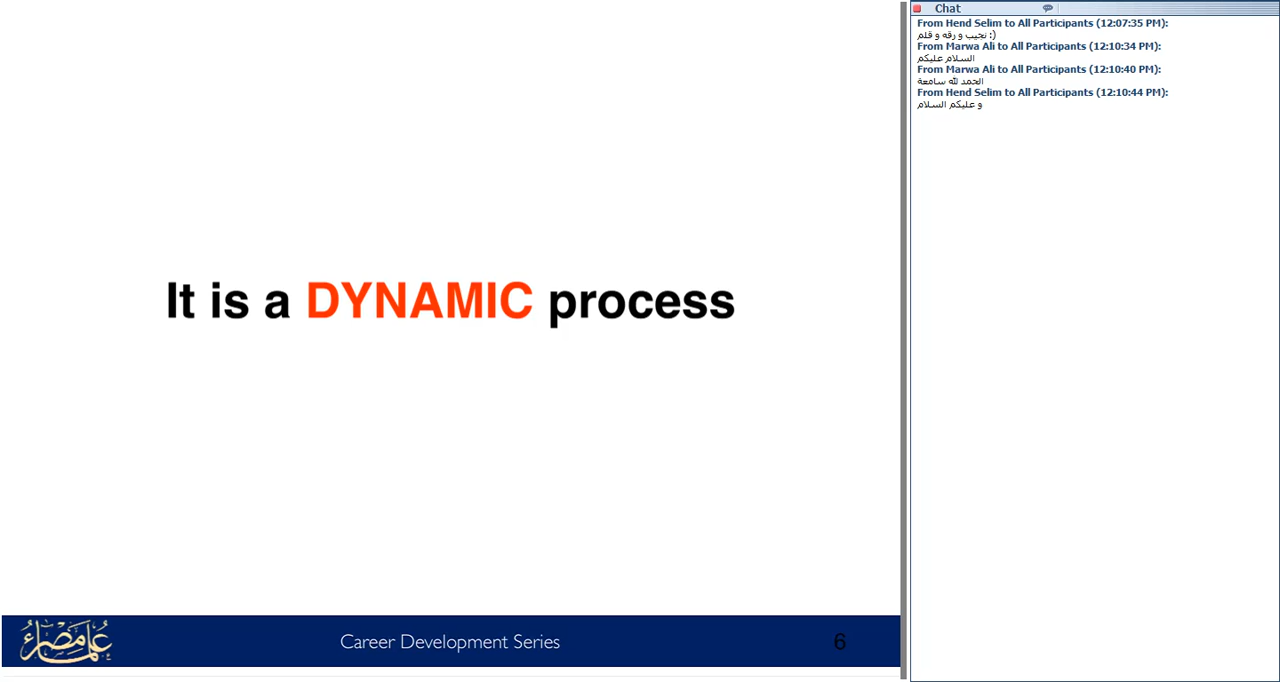 It is a DYNAMIC process
علماء مصر
Career Development Series
6
Chat
From Hend Selim to All Participants (12:07:35 PM):
نجيب و رقه و قلم :)
From Marwa Ali to All Participants (12:10:34 PM):
السلام عليكم
From Marwa Ali to All Participants (12:10:40 PM):
الحمد لله سامعة
From Hend Selim to All Participants (12:10:44 PM):
و عليكم السلام